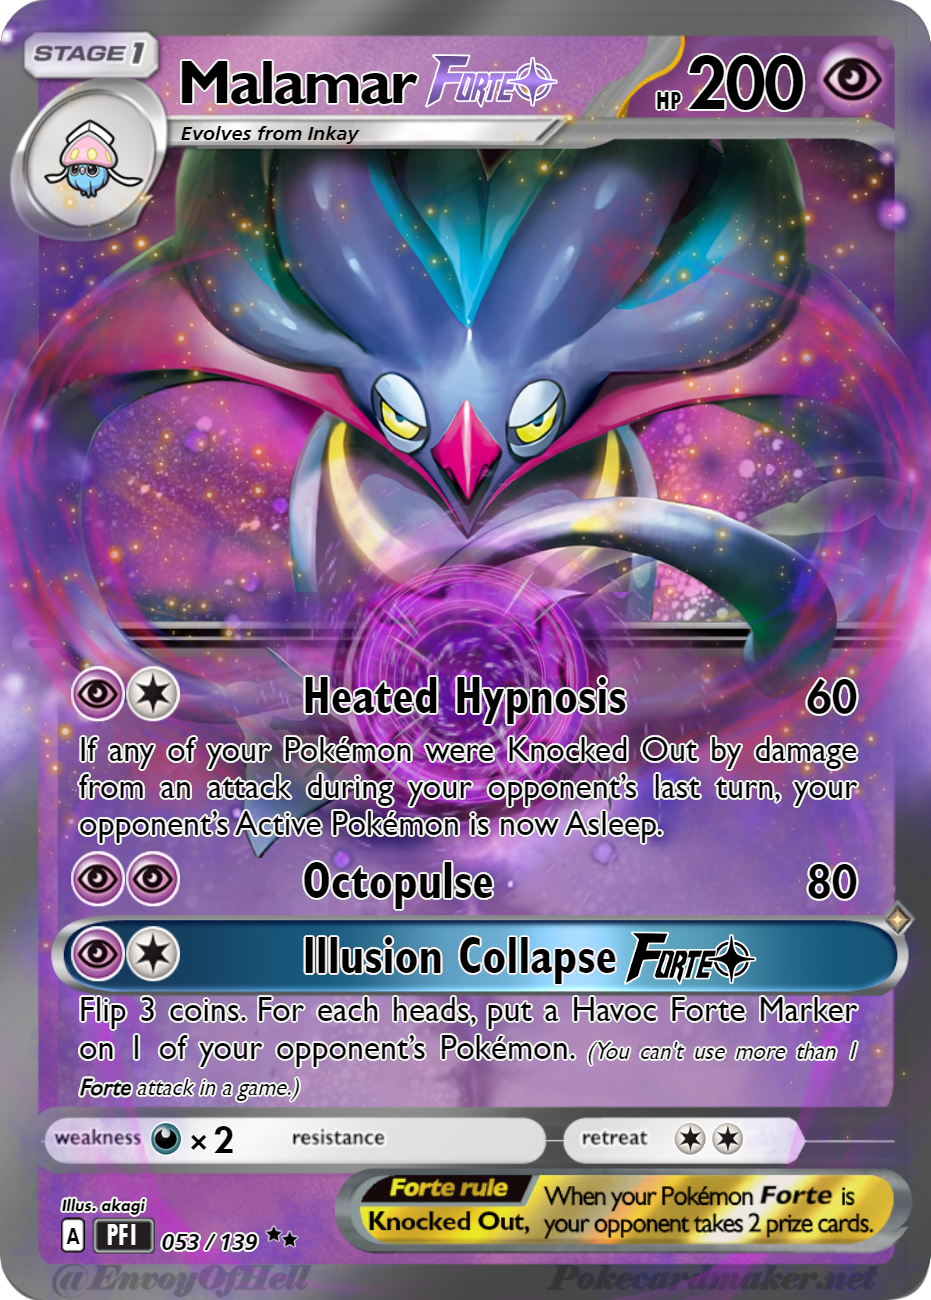 STAGE 1
Malamar FORTE HP 200
Evolves from Inkay
Heated Hypnosis 60
If any of your Pokémon were Knocked Out by damage
from an attack during your opponent's last turn, your
opponent's Active Pokémon is now Asleep.
Octopulse 80
Illusion Collapse FORTE
Flip 3 coins. For each heads, put a Havoc Forte Marker
on 1 of your opponent's Pokémon. (You can't use more than 1
Forte attack in a game.)
weakness × 2 resistance retreat
Illus. akagi
Forte rule When your Pokémon Forte is
Knocked Out, your opponent takes 2 prize cards.
A PFI 053 / 139
@EnvoyOfHell Pokecardmaker.net